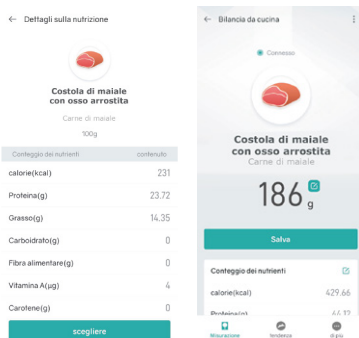 ← Dettagli sulla nutrizione
Costola di maiale
con osso arrostita
Carne di maiale
100g
Conteggio dei nutrienti contenuto
calorie(kcal) 231
Proteina(g) 23.72
Grasso(g) 14.35
Carboidrato(g) 0
Fibra alimentare(g) 0
Vitamina A(µg) 4
Carotene(g) 0
scegliere
← Bilancia da cucina
Connesso
Costola di maiale
con osso arrostita
Carne di maiale
186 g
Salva
Conteggio dei nutrienti
calorie(kcal) 429.66
Proteina(g) 44.12
Misurazione tendenza di più